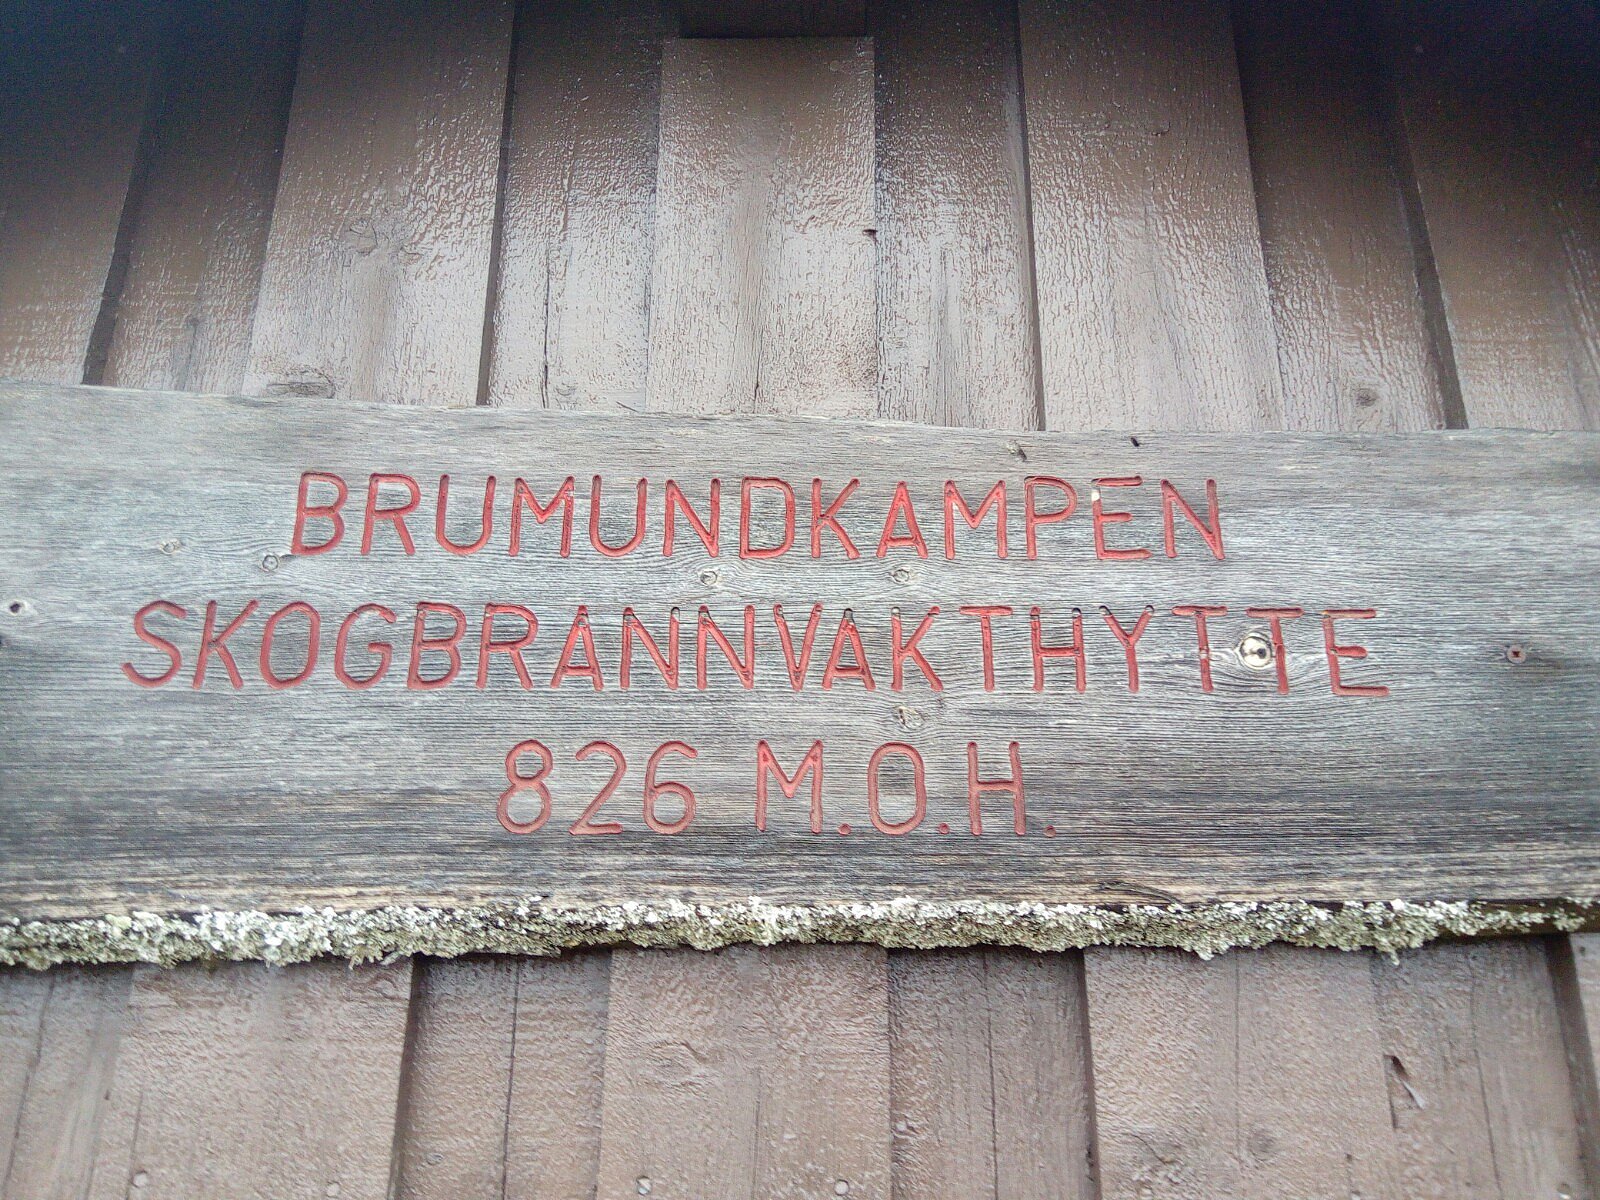 BRUMUNDKAMPEN
SKOGBRANNVAKTHYTTE
826 M.O.H.